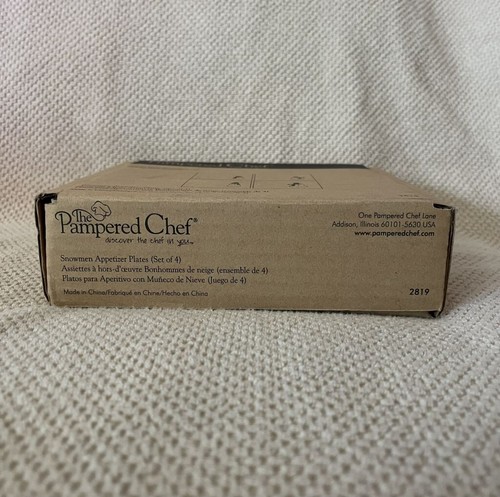 The
Pampered Chef®
discover the chef in you™
One Pampered Chef Lane
Addison, Illinois 60101-5630 USA
www.pamperedchef.com
Snowmen Appetizer Plates (Set of 4)
Assiettes à hors-d'œuvre Bonhommes de neige (ensemble de 4)
Platos para Aperitivo con Muñeco de Nieve (Juego de 4)
Made in China/Fabriqué en Chine/Hecho en China
2819